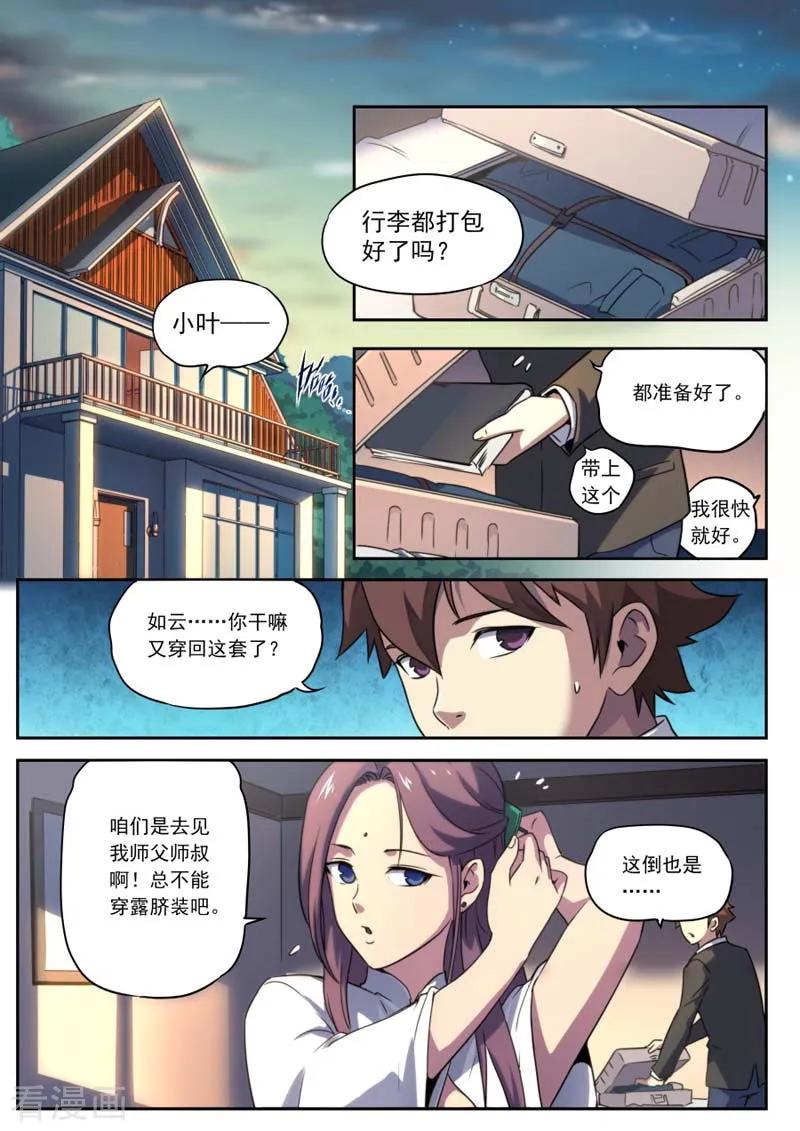 小叶——
行李都打包
好了吗？
都准备好了。
带上
这个
我很快
就好。
如云……你干嘛
又穿回这套了？
咱们是去见
我师父师叔
啊！总不能
穿露脐装吧。
这倒也是
……
看漫画